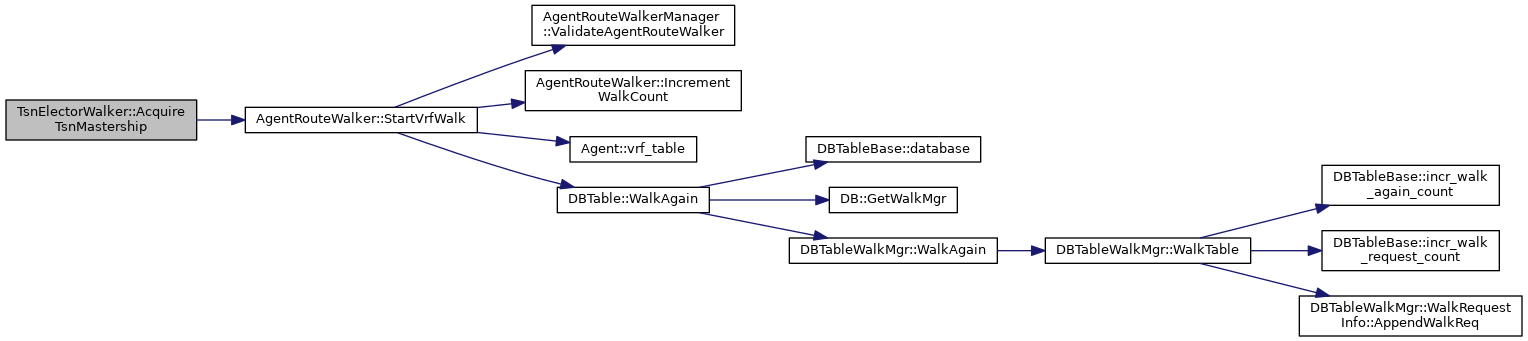 TsnElectorWalker::Acquire
TsnMastership
AgentRouteWalker::StartVrfWalk
AgentRouteWalkerManager
::ValidateAgentRouteWalker
AgentRouteWalker::Increment
WalkCount
Agent::vrf_table
DBTable::WalkAgain
DBTableBase::database
DB::GetWalkMgr
DBTableWalkMgr::WalkAgain
DBTableWalkMgr::WalkTable
DBTableBase::incr_walk
_again_count
DBTableBase::incr_walk
_request_count
DBTableWalkMgr::WalkRequest
Info::AppendWalkReq